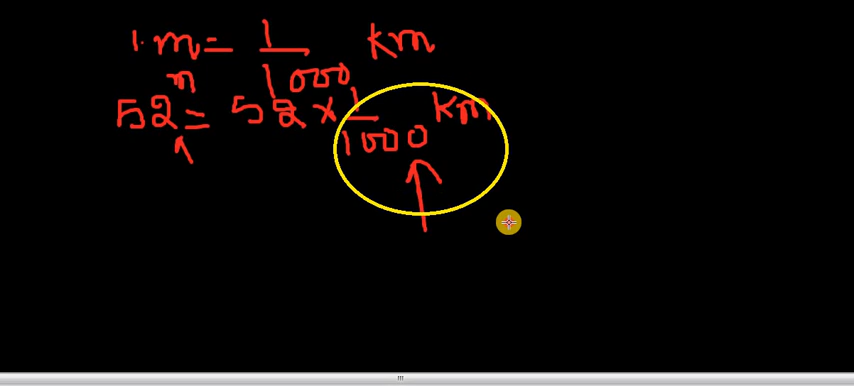 1 m = 1/1000 km
52 m = 52 × 1/1000 km